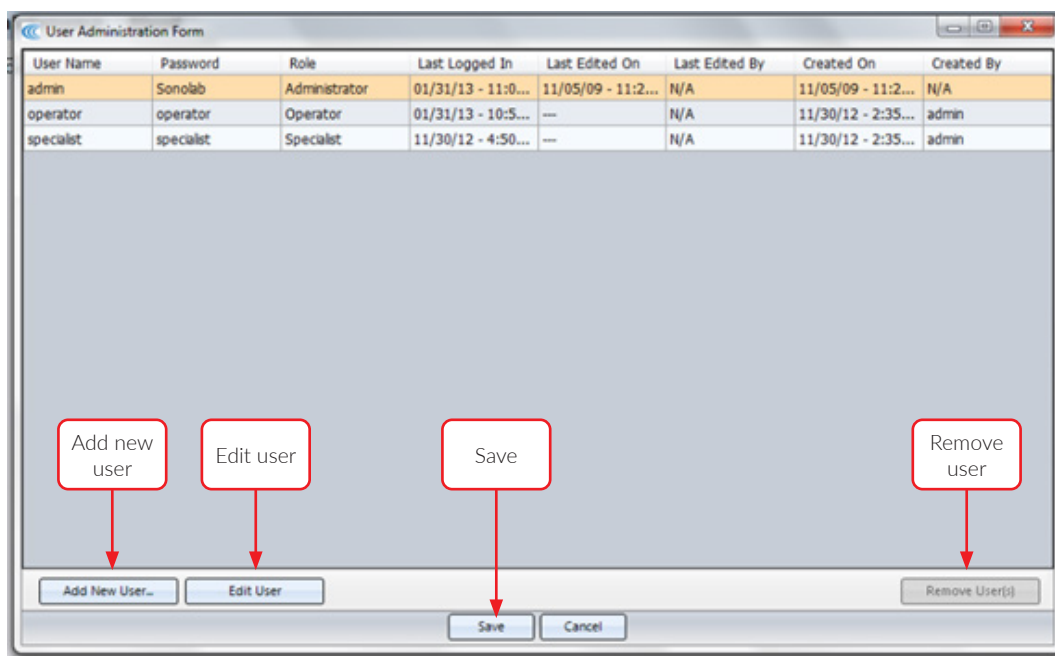 User Administration Form
User Name Password Role Last Logged In Last Edited On Last Edited By Created On Created By
admin Sonolab Administrator 01/31/13 - 11:0... 11/05/09 - 11:2... N/A 11/05/09 - 11:2... N/A
operator operator Operator 01/31/13 - 10:5... --- N/A 11/30/12 - 2:35... admin
specialist specialist Specialist 11/30/12 - 4:50... --- N/A 11/30/12 - 2:35... admin
Add new
user
Edit user
Save
Remove
user
Add New User...
Edit User
Remove User(s)
Save
Cancel